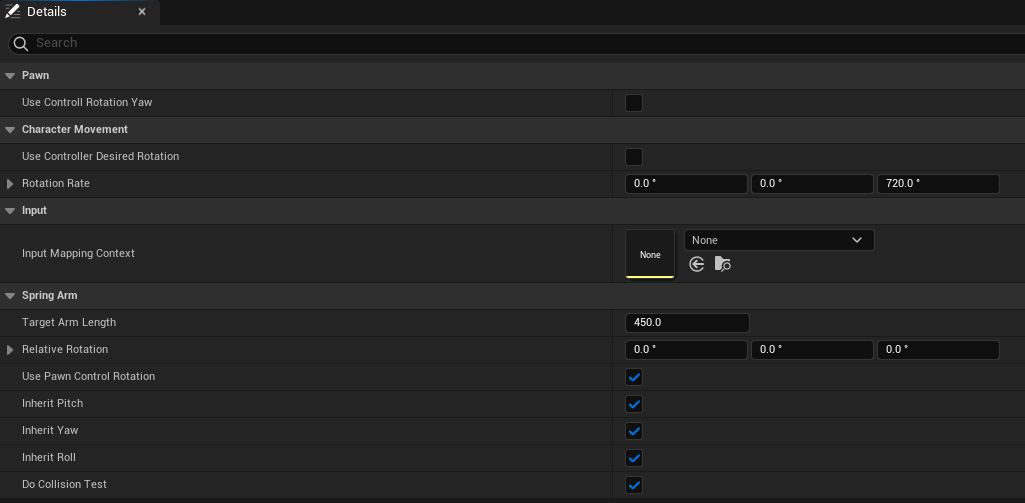 Details
Search
Pawn
Use Controll Rotation Yaw
Character Movement
Use Controller Desired Rotation
Rotation Rate 0.0 ° 0.0 ° 720.0 °
Input
Input Mapping Context None None
Spring Arm
Target Arm Length 450.0
Relative Rotation 0.0 ° 0.0 ° 0.0 °
Use Pawn Control Rotation
Inherit Pitch
Inherit Yaw
Inherit Roll
Do Collision Test